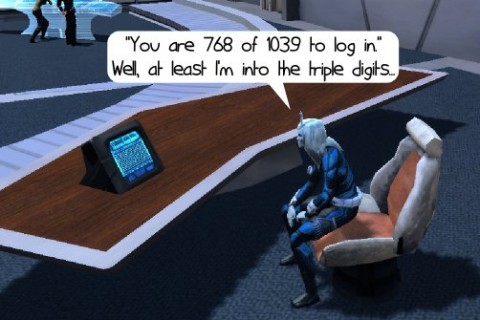 "You are 768 of 1039 to log in."
Well, at least I'm into the triple digits...